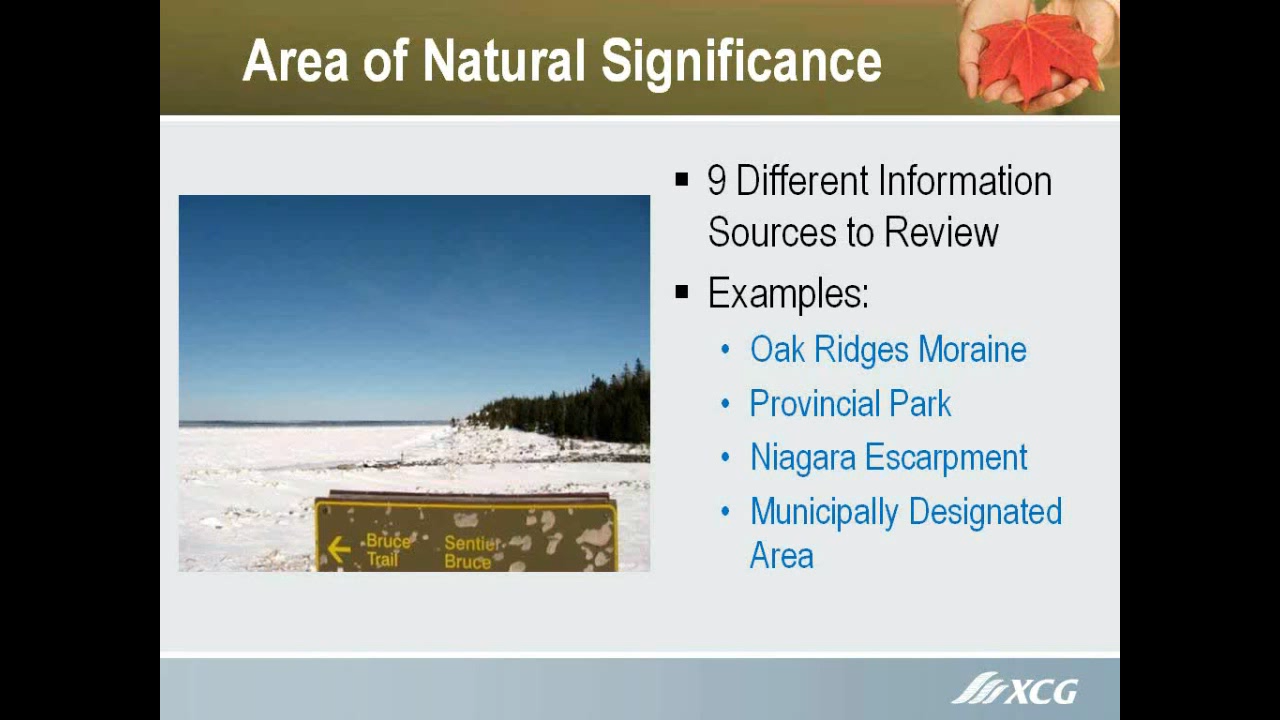 Area of Natural Significance
▪ 9 Different Information
Sources to Review
▪ Examples:
• Oak Ridges Moraine
• Provincial Park
• Niagara Escarpment
• Municipally Designated
Area
Bruce Sentier
Trail Bruce
XCG